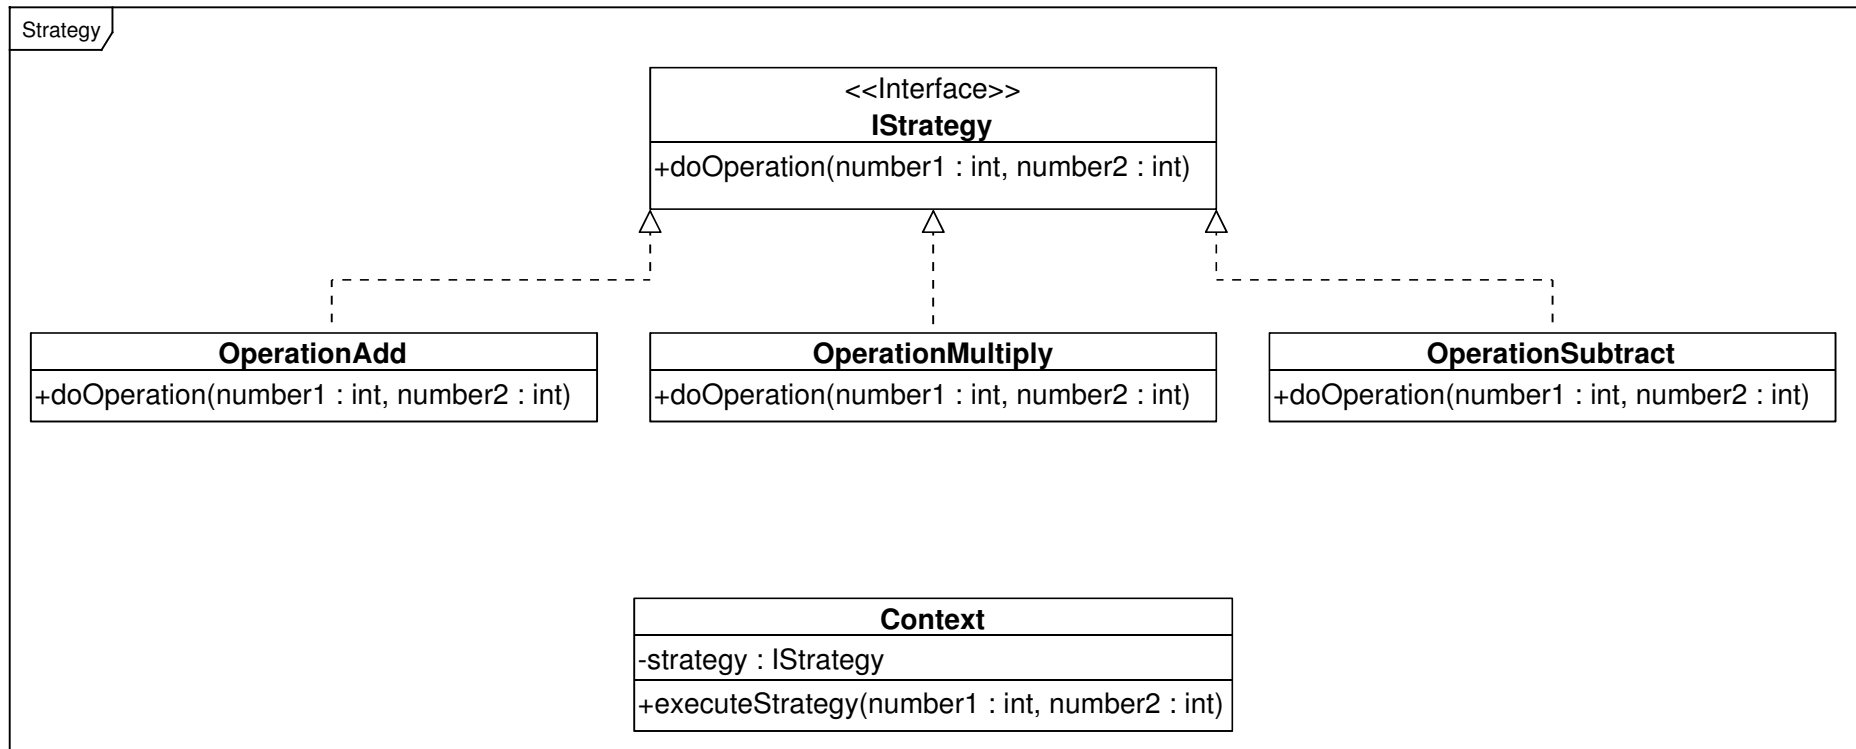 Strategy
<<Interface>>
IStrategy
+doOperation(number1 : int, number2 : int)
OperationAdd
+doOperation(number1 : int, number2 : int)
OperationMultiply
+doOperation(number1 : int, number2 : int)
OperationSubtract
+doOperation(number1 : int, number2 : int)
Context
-strategy : IStrategy
+executeStrategy(number1 : int, number2 : int)